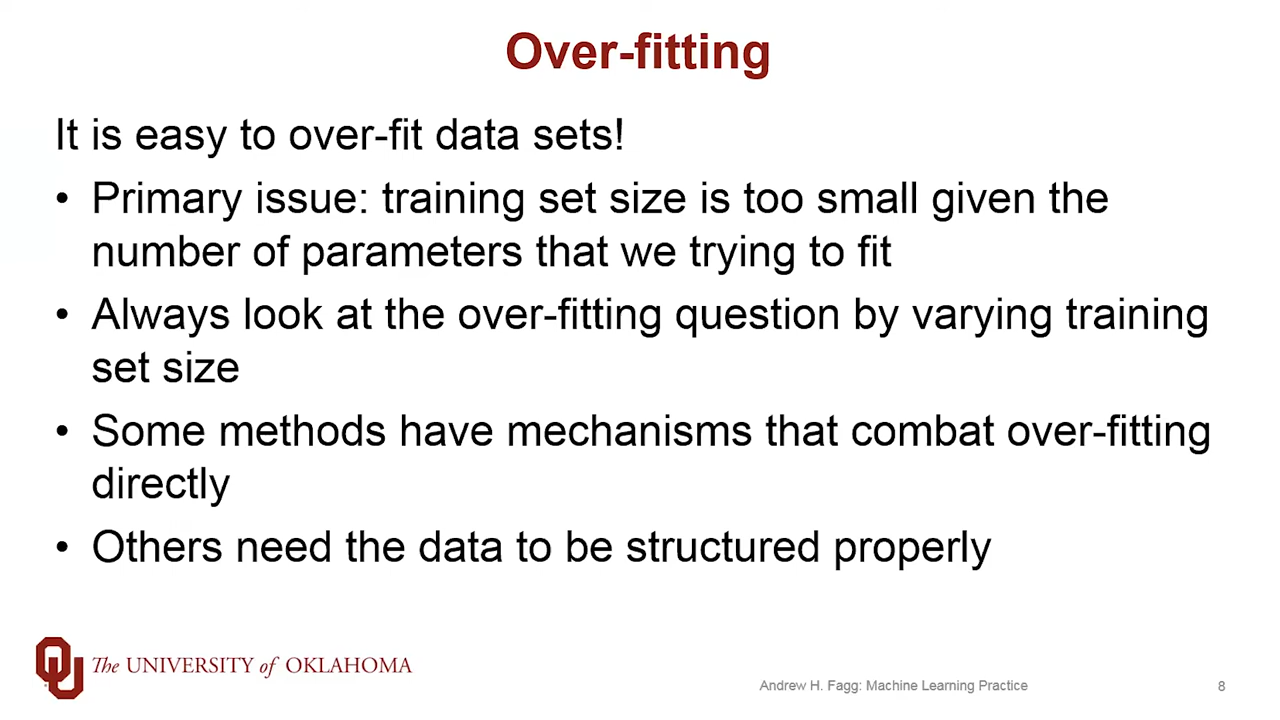 Over-fitting
It is easy to over-fit data sets!
• Primary issue: training set size is too small given the
number of parameters that we trying to fit
• Always look at the over-fitting question by varying training
set size
• Some methods have mechanisms that combat over-fitting
directly
• Others need the data to be structured properly
The UNIVERSITY of OKLAHOMA
Andrew H. Fagg: Machine Learning Practice
8